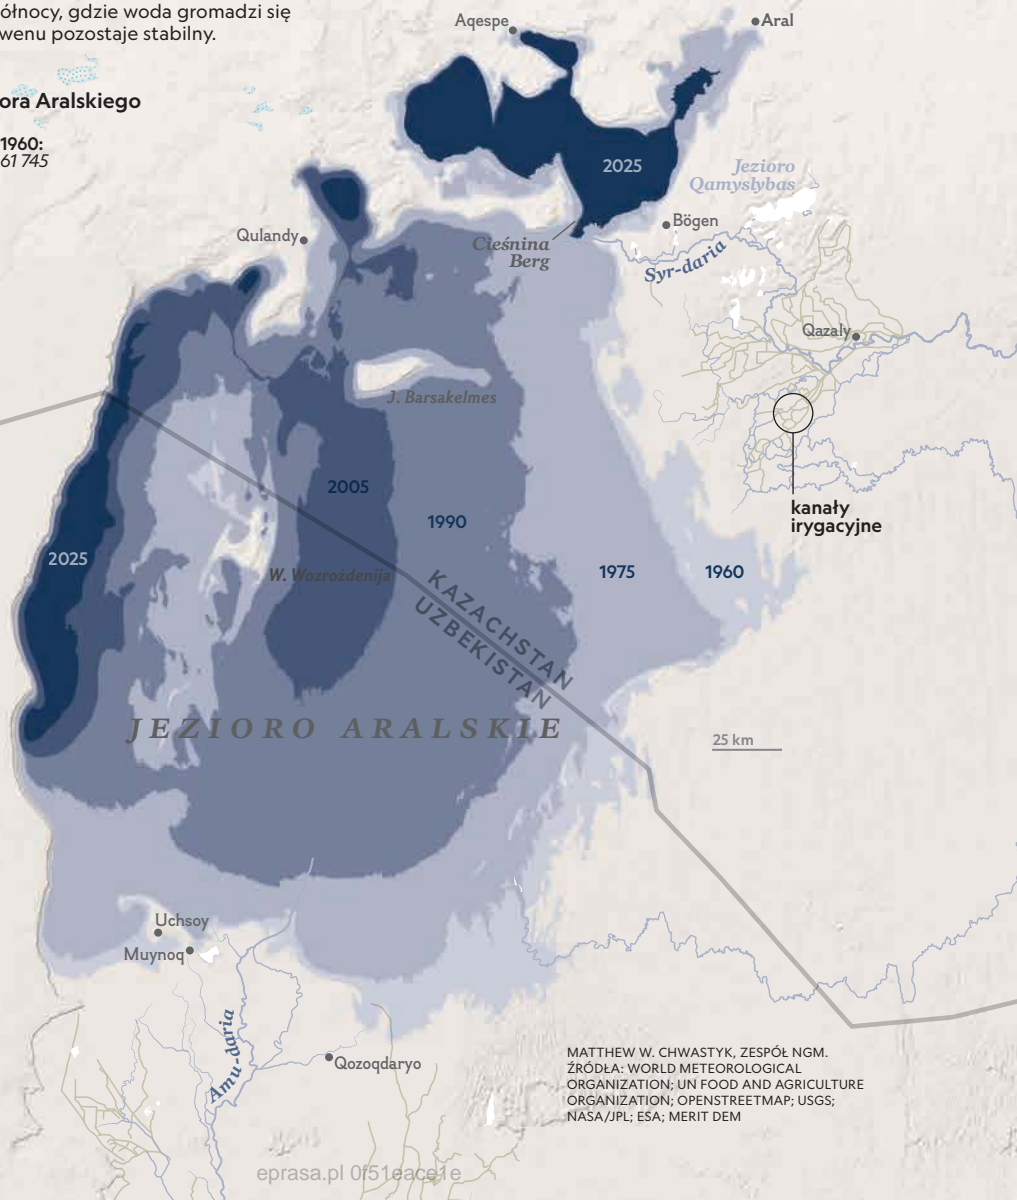 ółnocy, gdzie woda gromadzi się
wenu pozostaje stabilny.
ora Aralskiego
1960:
61 745
Aqespe
Aral
2025
Jezioro
Qamyslybas
Bögen
Qulandy
Cieśnina
Berg
Syr-daria
Qazaly
J. Barsakelmes
2005
1990
kanały
irygacyjne
2025
W. Wozrożdenija
1975
1960
KAZACHSTAN
UZBEKISTAN
JEZIORO ARALSKIE
25 km
Uchsoy
Muynoq
Amu-daria
Qozoqdaryo
MATTHEW W. CHWASTYK, ZESPÓŁ NGM.
ŹRÓDŁA: WORLD METEOROLOGICAL
ORGANIZATION; UN FOOD AND AGRICULTURE
ORGANIZATION; OPENSTREETMAP; USGS;
NASA/JPL; ESA; MERIT DEM
eprasa.pl 0f51eace1e